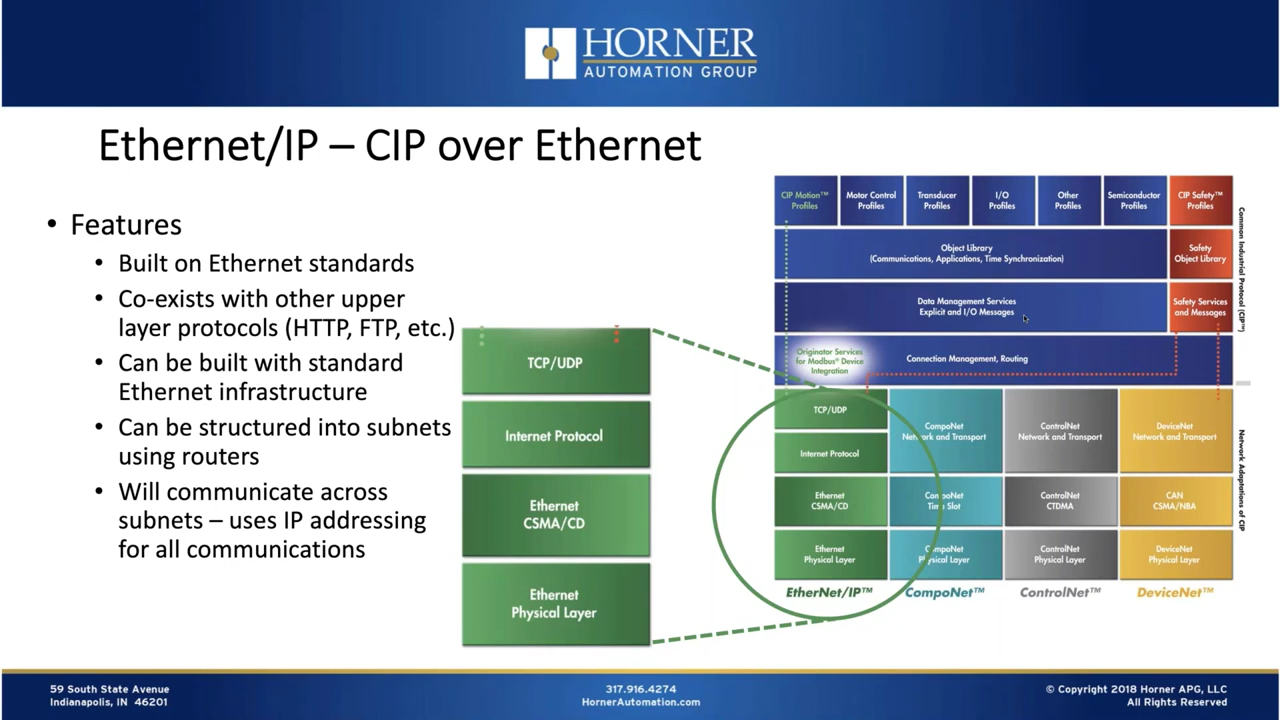 HORNER
AUTOMATION GROUP
Ethernet/IP – CIP over Ethernet
• Features
• Built on Ethernet standards
• Co-exists with other upper
layer protocols (HTTP, FTP, etc.)
• Can be built with standard
Ethernet infrastructure
• Can be structured into subnets
using routers
• Will communicate across
subnets – uses IP addressing
for all communications
TCP/UDP
Internet Protocol
Ethernet
CSMA/CD
Ethernet
Physical Layer
CIP Motion™
Profiles
Motor Control
Profiles
Transducer
Profiles
I/O
Profiles
Other
Profiles
Semiconductor
Profiles
CIP Safety™
Profiles
Object Library
(Communications, Applications, Time Synchronization)
Safety
Object Library
Data Management Services
Explicit and I/O Messages
Safety Services
and Messages
Originator Services
for Modbus® Device
Integration
Connection Management, Routing
Common Industrial Protocol (CIP™)
TCP/UDP
Internet Protocol
CompoNet
Network and Transport
ControlNet
Network and Transport
DeviceNet
Network and Transport
Ethernet
CSMA/CD
CompoNet
Time Slot
ControlNet
CTDMA
CAN
CSMA/NBA
Ethernet
Physical Layer
CompoNet
Physical Layer
ControlNet
Physical Layer
DeviceNet
Physical Layer
Network Adaptations of CIP
EtherNet/IP™
CompoNet™
ControlNet™
DeviceNet™
59 South State Avenue
Indianapolis, IN 46201
317.916.4274
HornerAutomation.com
© Copyright 2018 Horner APG, LLC
All Rights Reserved